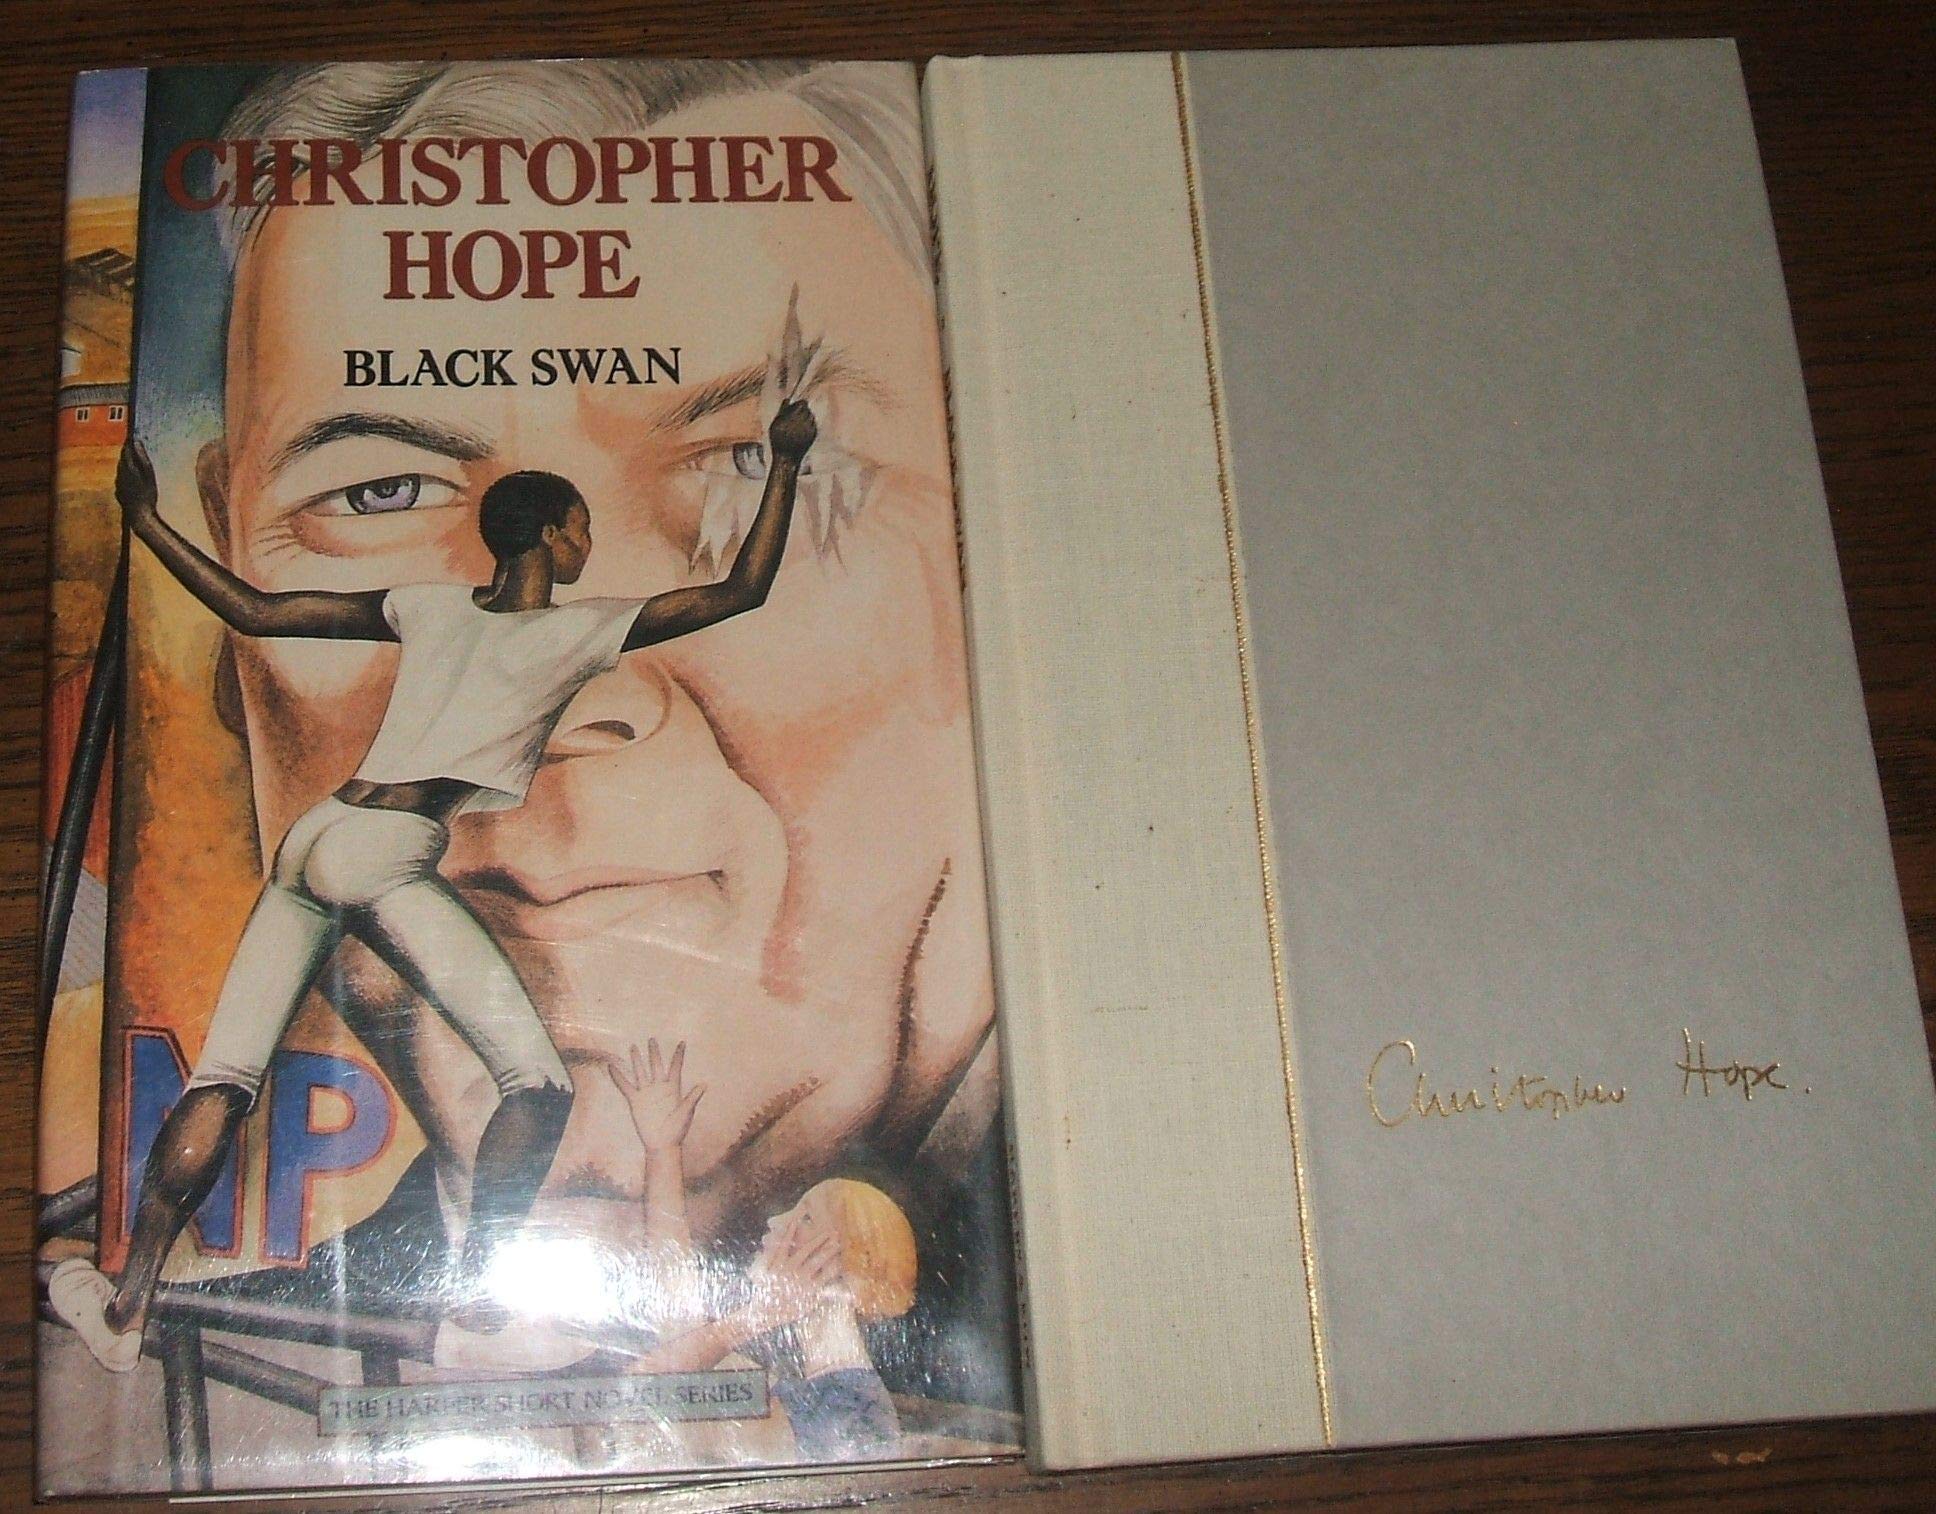 CHRISTOPHER
HOPE
BLACK SWAN
NP
THE HARPER SHORT NOVEL SERIES
Christopher Hope.